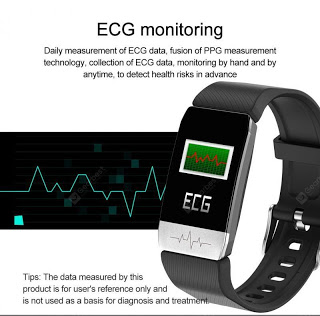 ECG monitoring
Daily measurement of ECG data, fusion of PPG measurement
technology, collection of ECG data, monitoring by hand and by
anytime, to detect health risks in advance
ECG
Tips: The data measured by this
product is for user's reference only and
is not used as a basis for diagnosis and treatment.